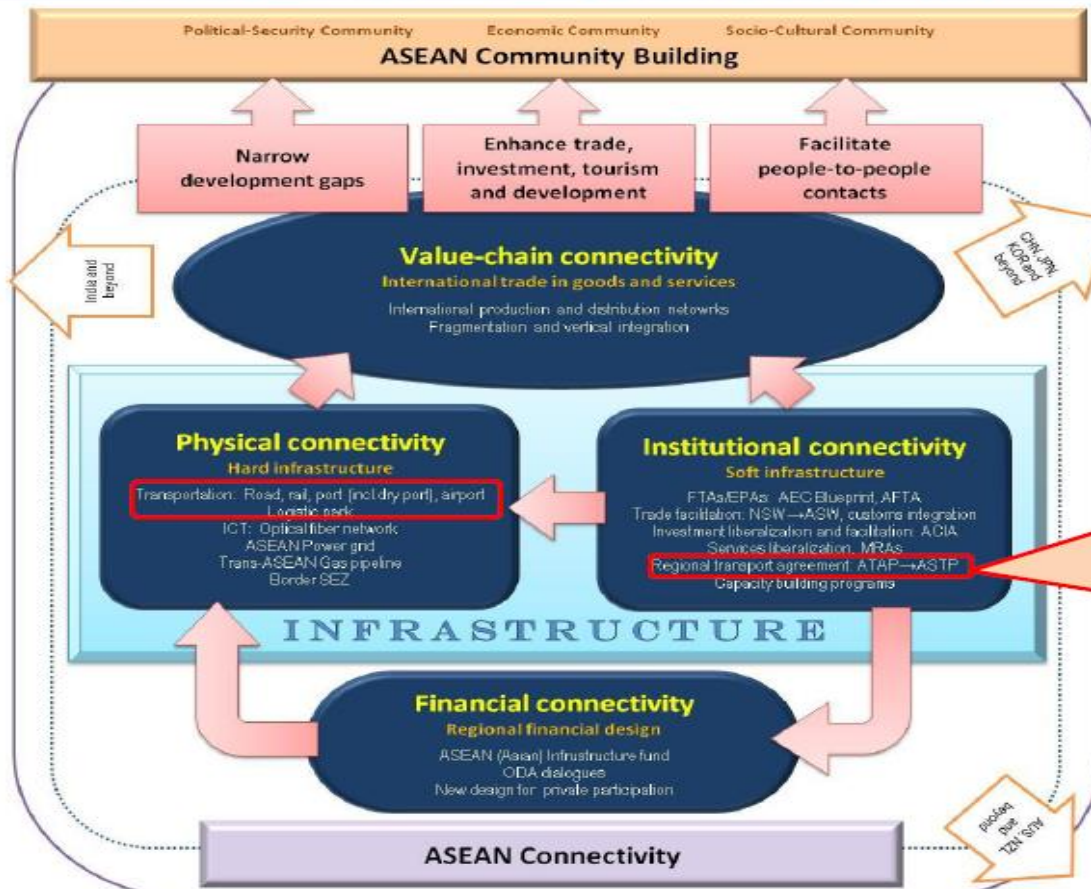 Political-Security Community Economic Community Socio-Cultural Community
ASEAN Community Building
Narrow
development gaps
Enhance trade,
investment, tourism
and development
Facilitate
people-to-people
contacts
India and
beyond
CHN, JPN,
KOR and
beyond
Value-chain connectivity
International trade in goods and services
International production and distribution netowrks
Fragmentation and vertical integration
Physical connectivity
Hard infrastructure
Transportation: Road, rail, port (incl dry port), airport
Logistic park
ICT: Optical fiber network
ASEAN Power grid
Trans-ASEAN Gas pipeline
Border SEZ
Institutional connectivity
Soft infrastructure
FTAs/EPAs: AEC Blueprint, AFTA
Trade facilitation: NSW→ASW, customs integration
Investment liberalization and facilitation: ACIA
Services liberalization, MRAs
Regional transport agreement: ATAP→ASTP
Capacity building programs
INFRASTRUCTURE
Financial connectivity
Regional financial design
ASEAN (Asian) Infrustructure fund
ODA dialogues
New design for private participation
AUS, NZL
and
beyond
ASEAN Connectivity